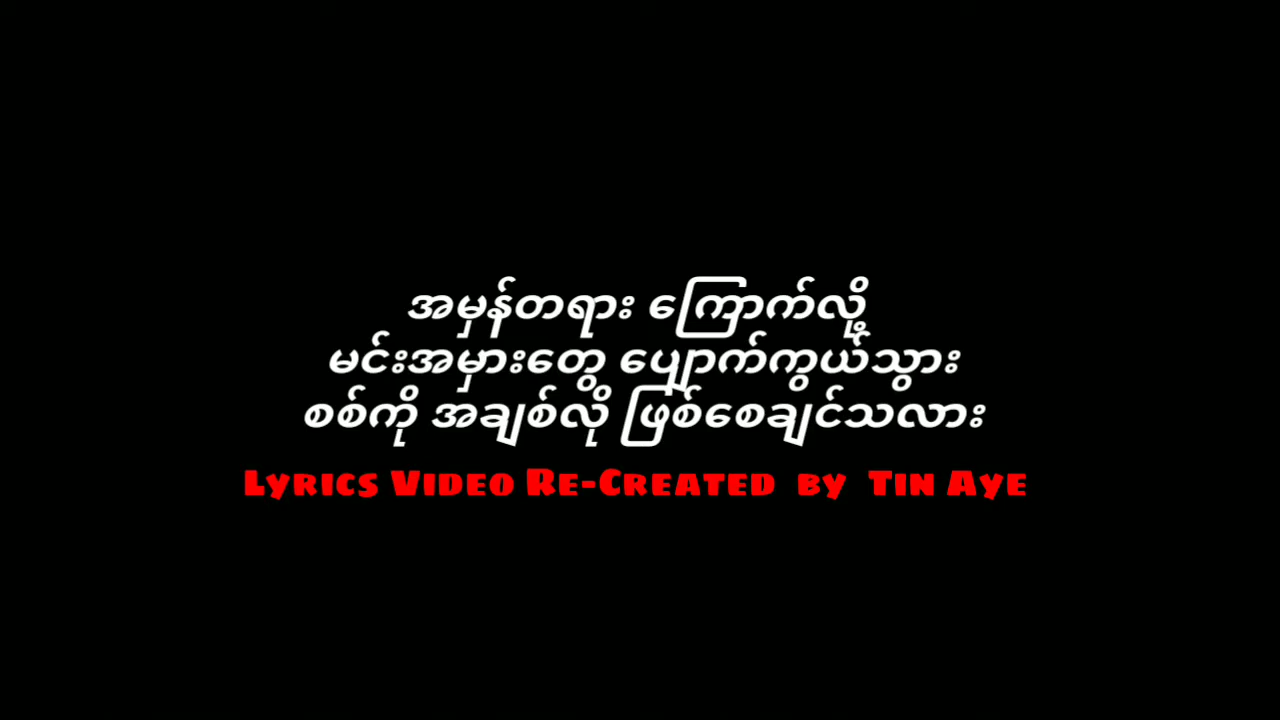 အမှန်တရား ကြောက်လို့
မင်းအမှားတွေ ပျောက်ကွယ်သွား
စစ်ကို အချစ်လို ဖြစ်စေချင်သလား
Lyrics Video Re-Created by Tin Aye